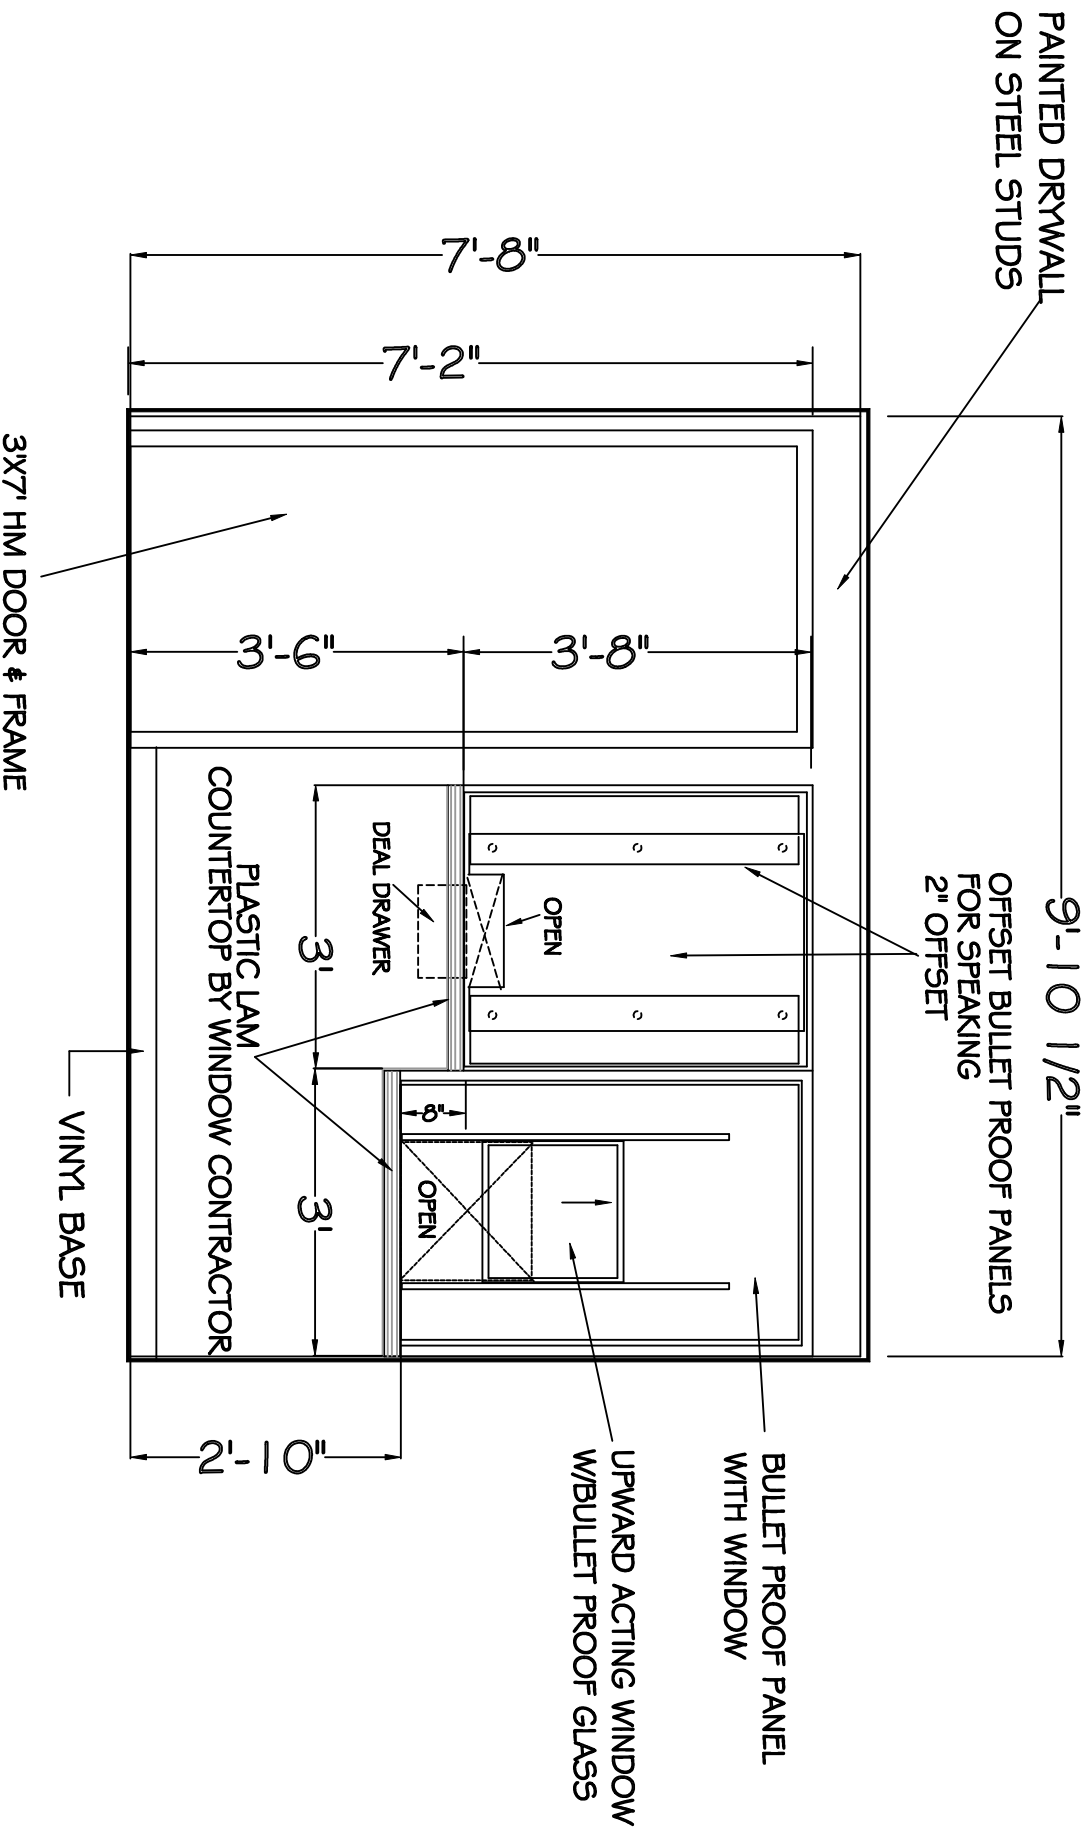 PAINTED DRYWALL
ON STEEL STUDS
9'-10 1/2"
7'-8"
7'-2"
OFFSET BULLET PROOF PANELS
FOR SPEAKING
2" OFFSET
BULLET PROOF PANEL
WITH WINDOW
UPWARD ACTING WINDOW
W/BULLET PROOF GLASS
3'-8"
3'-6"
OPEN
DEAL DRAWER
8"
OPEN
3'
3'
PLASTIC LAM
COUNTERTOP BY WINDOW CONTRACTOR
2'-10"
VINYL BASE
3'X7' HM DOOR & FRAME